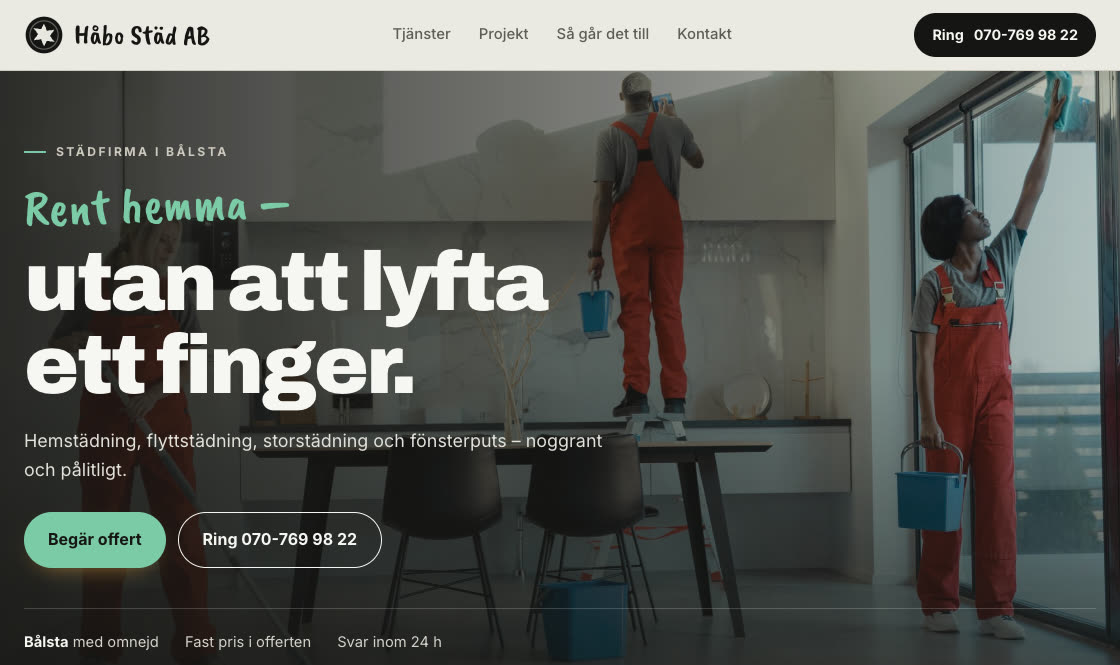 Håbo Städ AB
Tjänster
Projekt
Så går det till
Kontakt
Ring 070-769 98 22
STÄDFIRMA I BÅLSTA
Rent hemma –
utan att lyfta
ett finger.
Hemstädning, flyttstädning, storstädning och fönsterputs – noggrant
och pålitligt.
Begär offert
Ring 070-769 98 22
Bålsta med omnejd
Fast pris i offerten
Svar inom 24 h